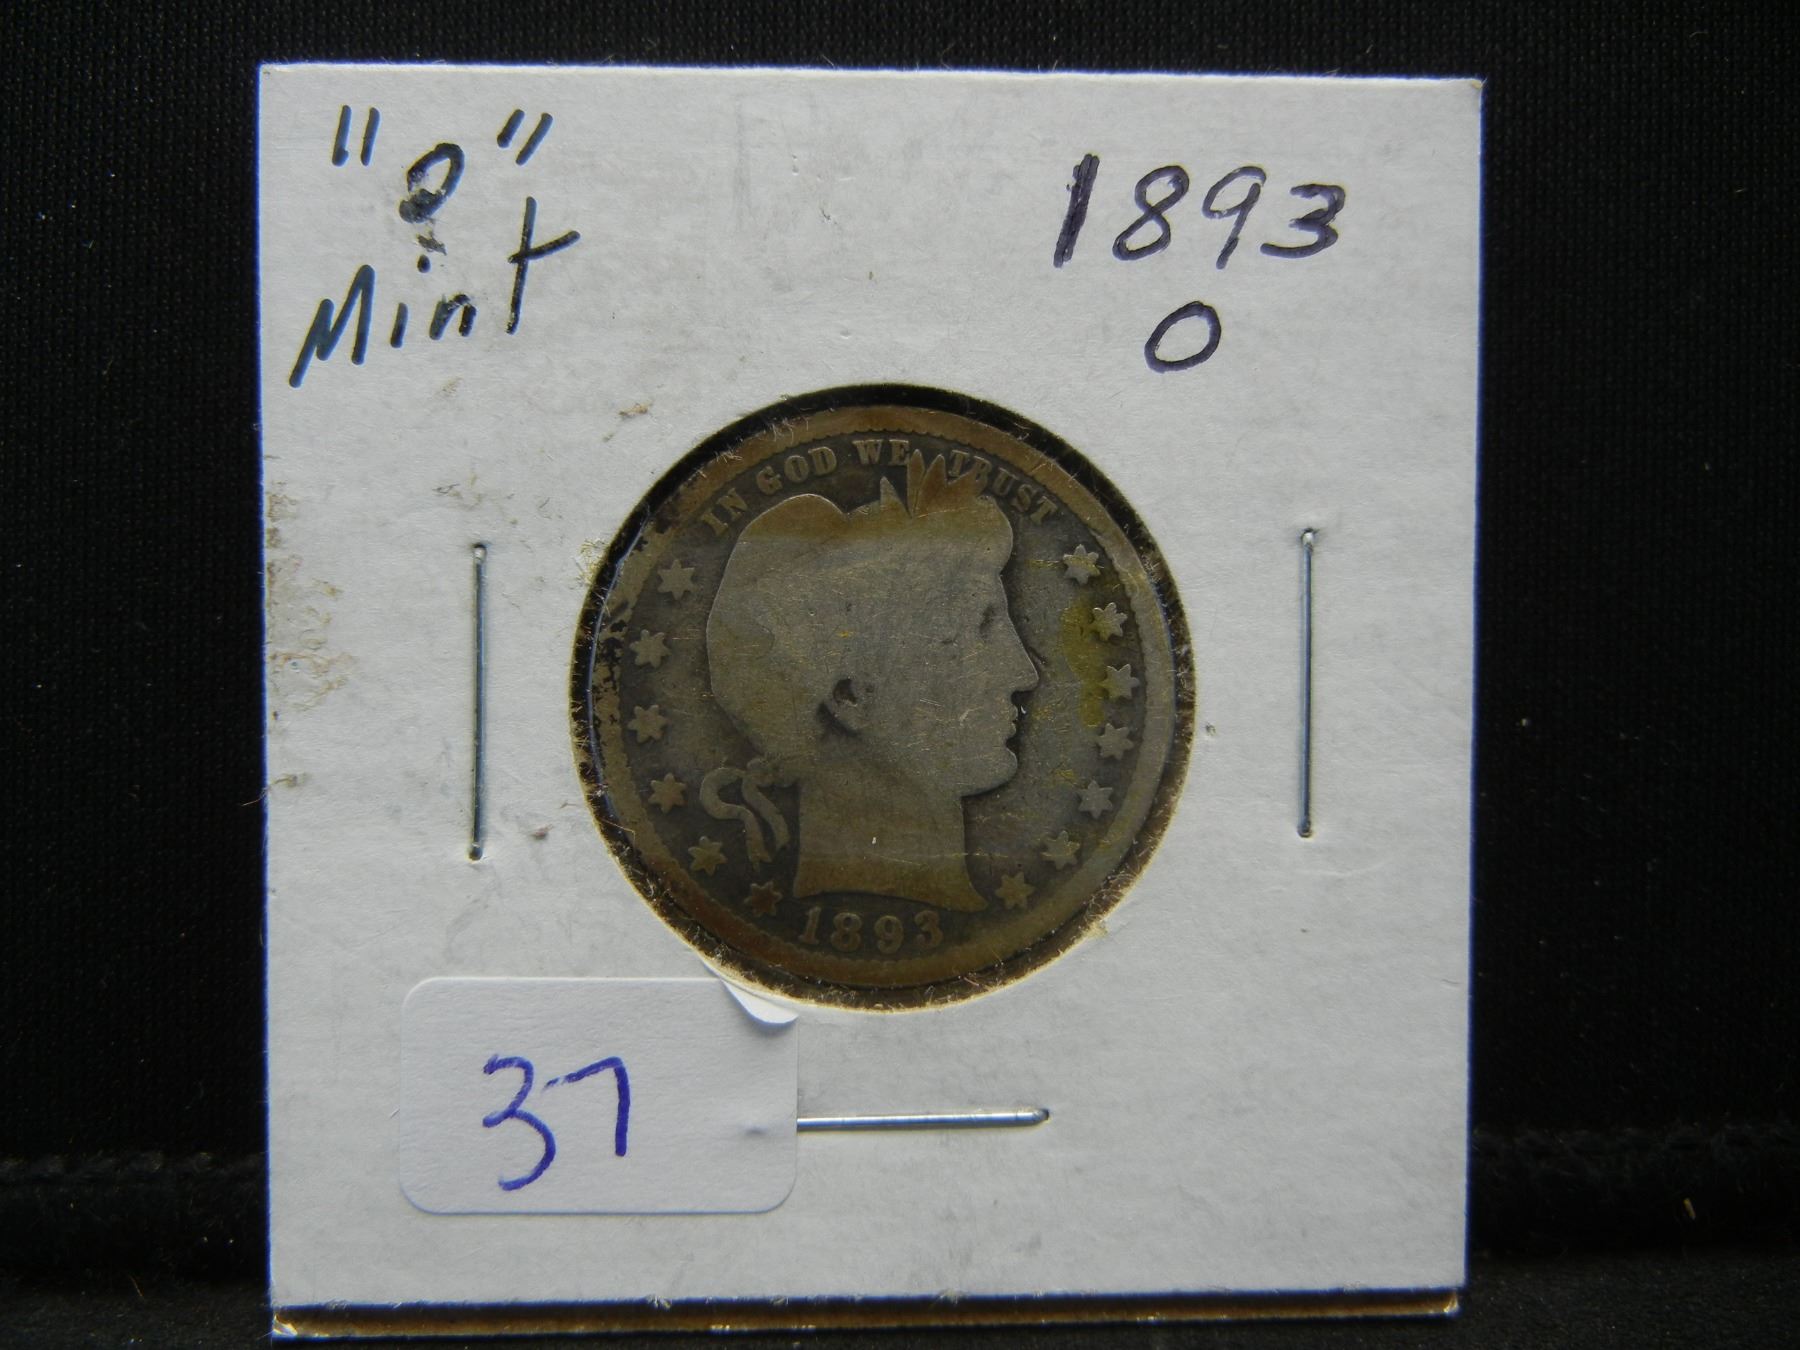 "O"
Mint
1893
O
IN GOD WE TRUST
1893
37